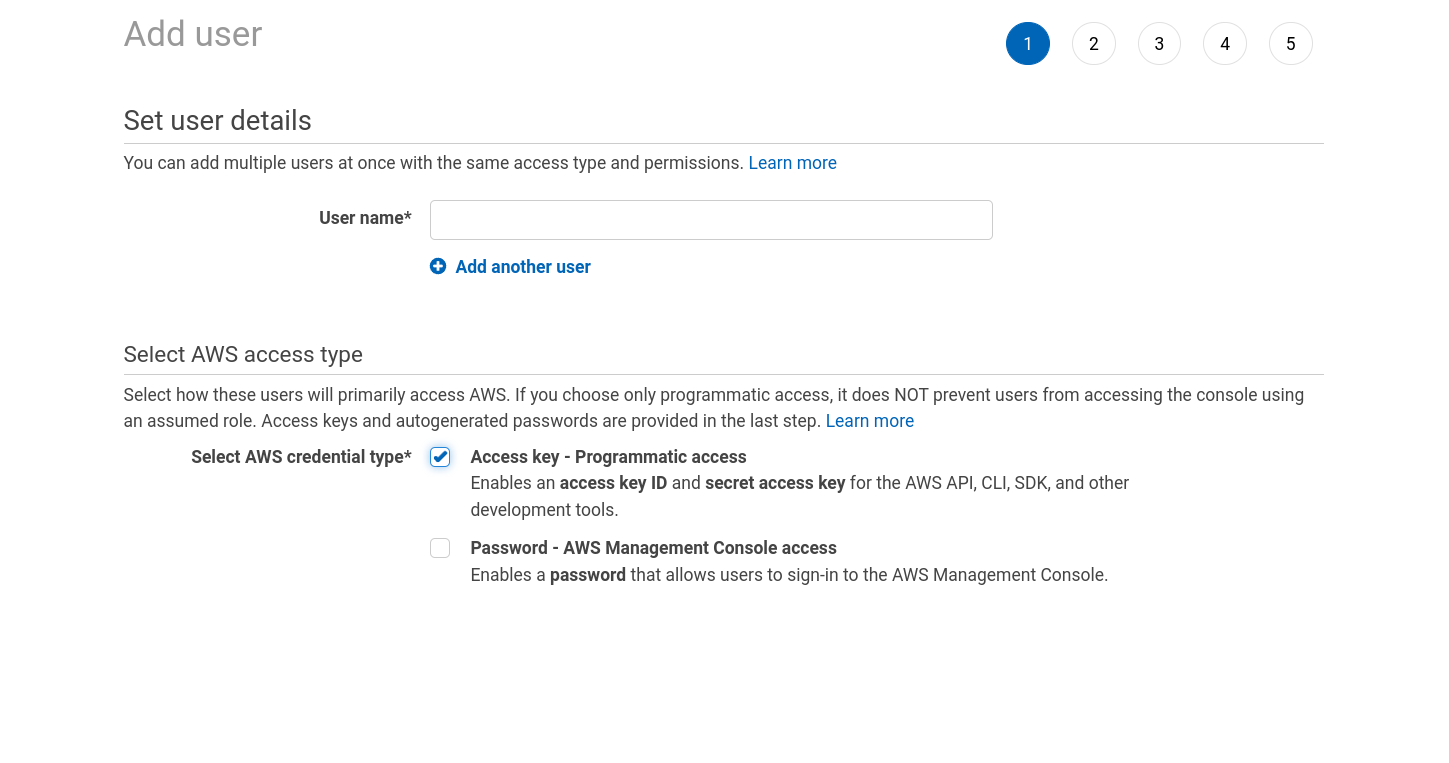 Add user
1 2 3 4 5
Set user details
You can add multiple users at once with the same access type and permissions. Learn more
User name*
Add another user
Select AWS access type
Select how these users will primarily access AWS. If you choose only programmatic access, it does NOT prevent users from accessing the console using
an assumed role. Access keys and autogenerated passwords are provided in the last step. Learn more
Select AWS credential type* Access key - Programmatic access
Enables an access key ID and secret access key for the AWS API, CLI, SDK, and other
development tools.
Password - AWS Management Console access
Enables a password that allows users to sign-in to the AWS Management Console.